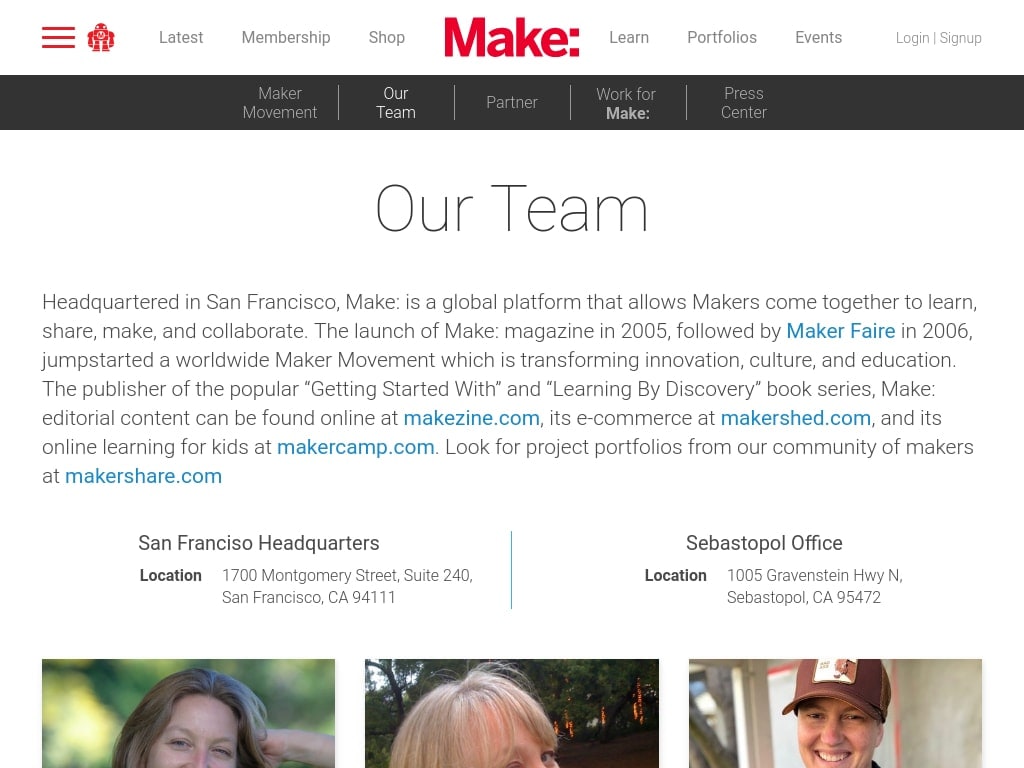 Latest
Membership
Shop
Make:
Learn
Portfolios
Events
Login | Signup
Maker
Movement
Our
Team
Partner
Work for
Make:
Press
Center
Our Team
Headquartered in San Francisco, Make: is a global platform that allows Makers come together to learn,
share, make, and collaborate. The launch of Make: magazine in 2005, followed by Maker Faire in 2006,
jumpstarted a worldwide Maker Movement which is transforming innovation, culture, and education.
The publisher of the popular “Getting Started With” and “Learning By Discovery” book series, Make:
editorial content can be found online at makezine.com, its e-commerce at makershed.com, and its
online learning for kids at makercamp.com. Look for project portfolios from our community of makers
at makershare.com
San Franciso Headquarters
Location
1700 Montgomery Street, Suite 240,
San Francisco, CA 94111
Sebastopol Office
Location
1005 Gravenstein Hwy N,
Sebastopol, CA 95472